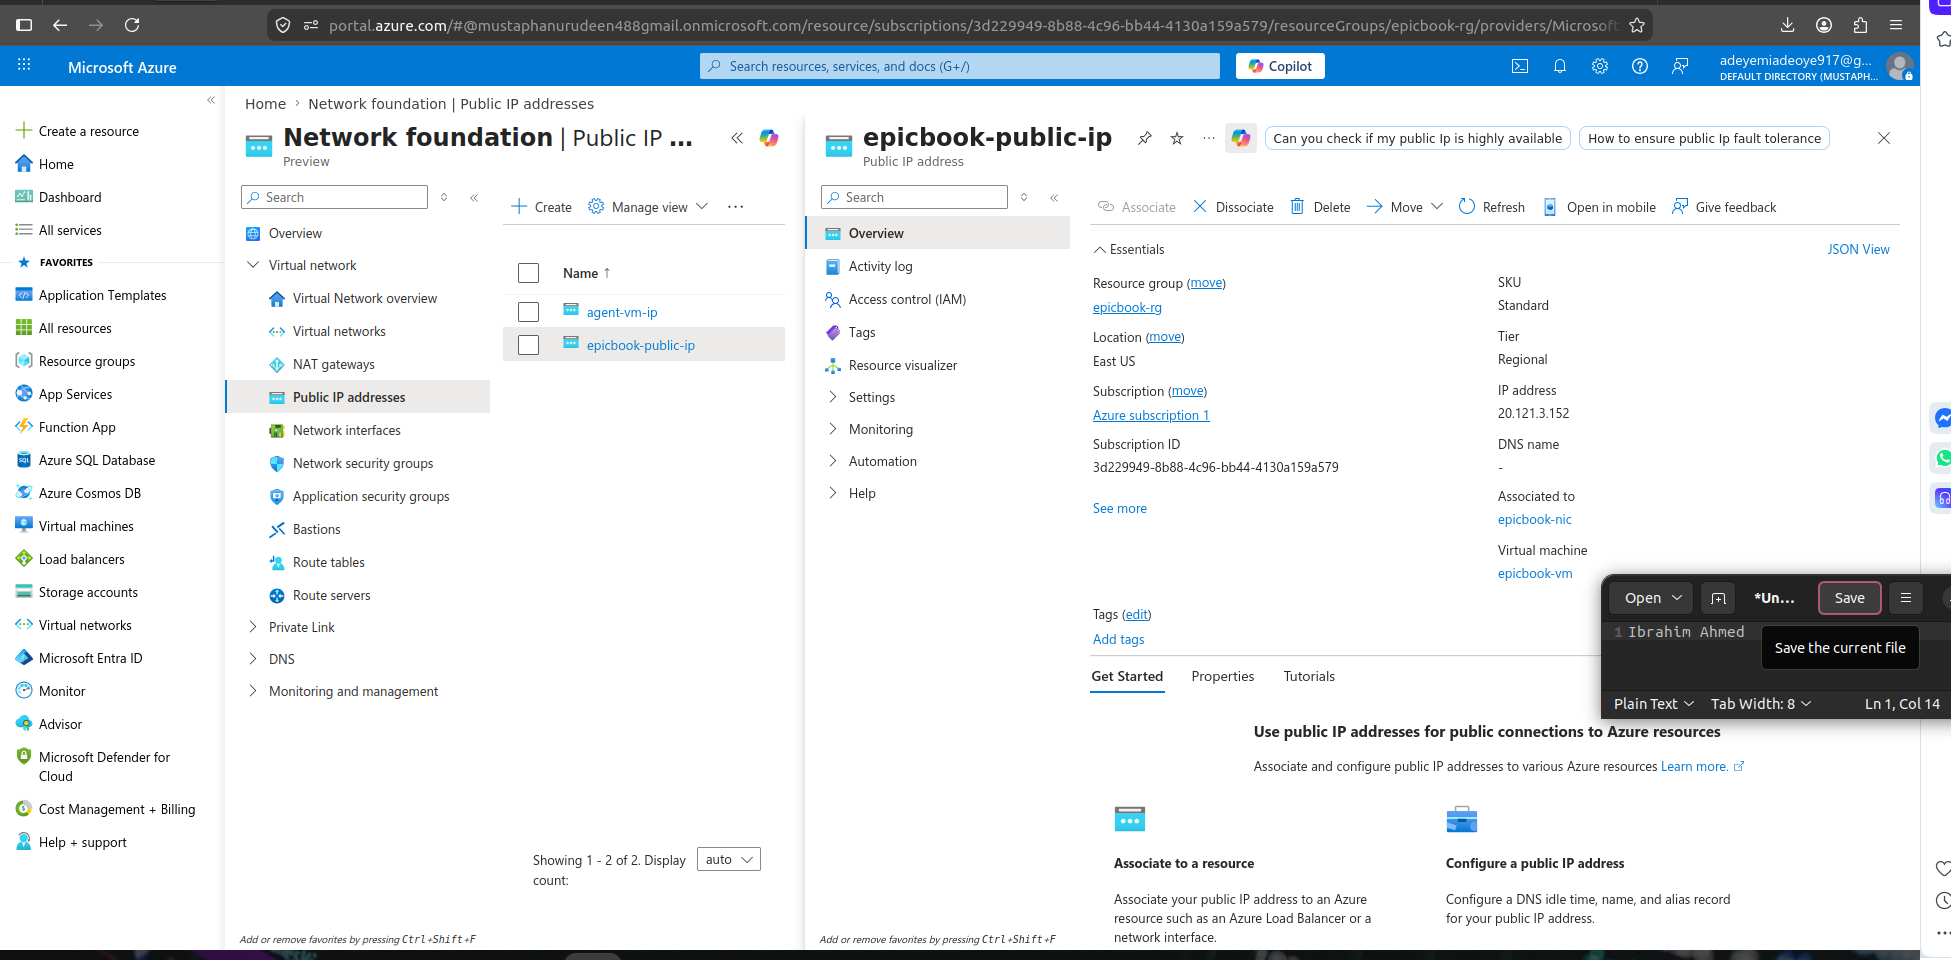 portal.azure.com/#@mustaphanurudeen488gmail.onmicrosoft.com/resource/subscriptions/3d229949-8b88-4c96-bb44-4130a159a579/resourceGroups/epicbook-rg/providers/Microsoft
Microsoft Azure
Search resources, services, and docs (G+/)
Copilot
adeyemiadeoye917@g...
DEFAULT DIRECTORY (MUSTAPH...
Create a resource
Home
Dashboard
All services
FAVORITES
Application Templates
All resources
Resource groups
App Services
Function App
Azure SQL Database
Azure Cosmos DB
Virtual machines
Load balancers
Storage accounts
Virtual networks
Microsoft Entra ID
Monitor
Advisor
Microsoft Defender for
Cloud
Cost Management + Billing
Help + support
Home > Network foundation | Public IP addresses
Network foundation | Public IP ...
Preview
Search
Overview
Virtual network
Virtual Network overview
Virtual networks
NAT gateways
Public IP addresses
Network interfaces
Network security groups
Application security groups
Bastions
Route tables
Route servers
Private Link
DNS
Monitoring and management
Add or remove favorites by pressing Ctrl+Shift+F
Create
Manage view
Name ↑
agent-vm-ip
epicbook-public-ip
Showing 1 - 2 of 2. Display
count:
auto
epicbook-public-ip
Public IP address
Can you check if my public Ip is highly available
How to ensure public Ip fault tolerance
Search
Overview
Activity log
Access control (IAM)
Tags
Resource visualizer
Settings
Monitoring
Automation
Help
Add or remove favorites by pressing Ctrl+Shift+F
Associate
Dissociate
Delete
Move
Refresh
Open in mobile
Give feedback
Essentials
JSON View
Resource group (move)
epicbook-rg
Location (move)
East US
Subscription (move)
Azure subscription 1
Subscription ID
3d229949-8b88-4c96-bb44-4130a159a579
See more
SKU
Standard
Tier
Regional
IP address
20.121.3.152
DNS name
-
Associated to
epicbook-nic
Virtual machine
epicbook-vm
Tags (edit)
Add tags
Get Started
Properties
Tutorials
Use public IP addresses for public connections to Azure resources
Associate and configure public IP addresses to various Azure resources Learn more.
Associate to a resource
Associate your public IP address to an Azure
resource such as an Azure Load Balancer or a
network interface.
Configure a public IP address
Configure a DNS idle time, name, and alias record
for your public IP address.
Open
*Un...
Save
1 Ibrahim Ahmed
Save the current file
Plain Text
Tab Width: 8
Ln 1, Col 14